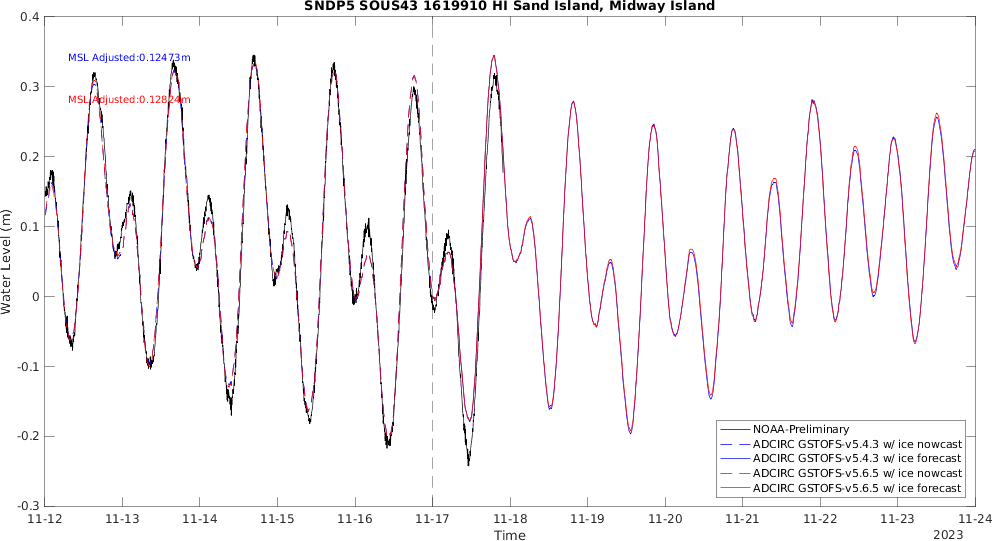 SNDP5 SOUS43 1619910 HI Sand Island, Midway Island
0.4
0.3
0.2
0.1
0
-0.1
-0.2
-0.3
Water Level (m)
MSL Adjusted:0.12473m
MSL Adjusted:0.12824m
NOAA-Preliminary
ADCIRC GSTOFS-v5.4.3 w/ ice nowcast
ADCIRC GSTOFS-v5.4.3 w/ ice forecast
ADCIRC GSTOFS-v5.6.5 w/ ice nowcast
ADCIRC GSTOFS-v5.6.5 w/ ice forecast
11-12 11-13 11-14 11-15 11-16 11-17 11-18 11-19 11-20 11-21 11-22 11-23 11-24
Time
2023